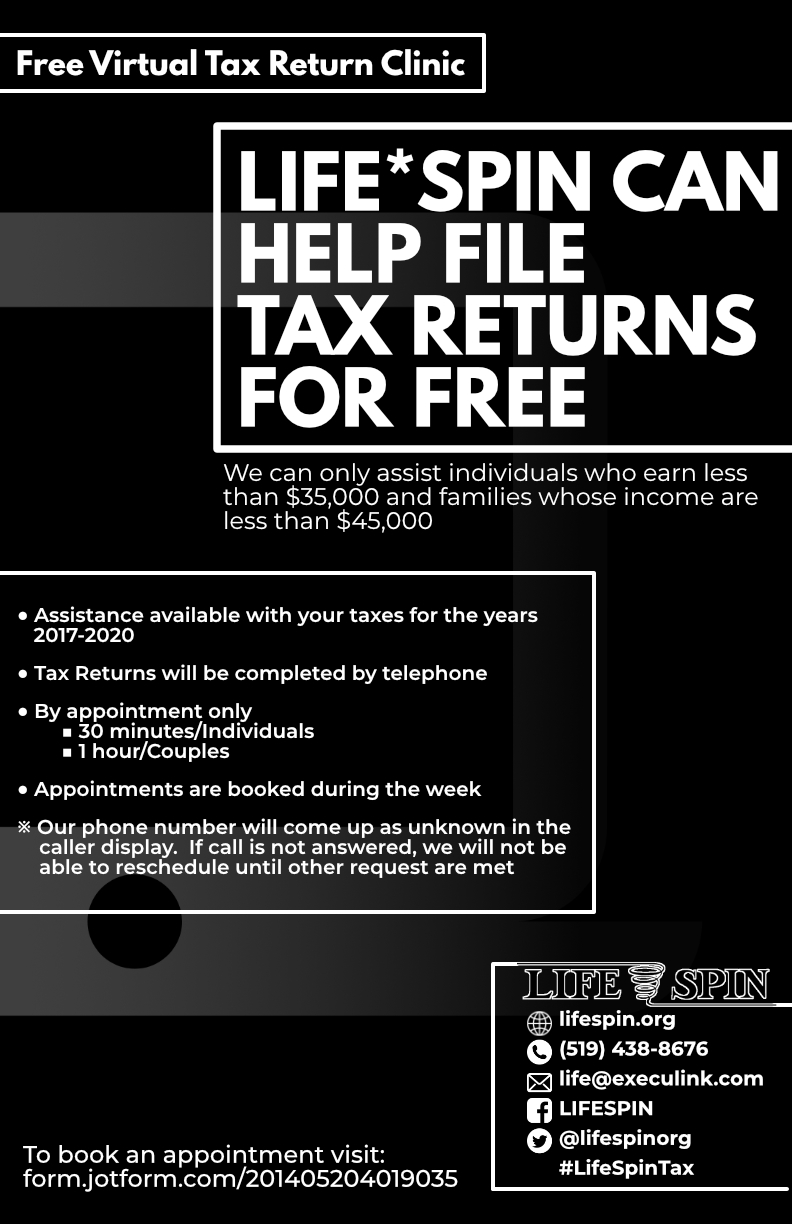 Free Virtual Tax Return Clinic
LIFE*SPIN CAN
HELP FILE
TAX RETURNS
FOR FREE
We can only assist individuals who earn less
than $35,000 and families whose income are
less than $45,000
● Assistance available with your taxes for the years
2017-2020
● Tax Returns will be completed by telephone
● By appointment only
▪ 30 minutes/Individuals
▪ 1 hour/Couples
● Appointments are booked during the week
※ Our phone number will come up as unknown in the
caller display.  If call is not answered, we will not be
able to reschedule until other request are met
LIFE SPIN
lifespin.org
(519) 438-8676
life@execulink.com
LIFESPIN
@lifespinorg
#LifeSpinTax
To book an appointment visit:
form.jotform.com/201405204019035